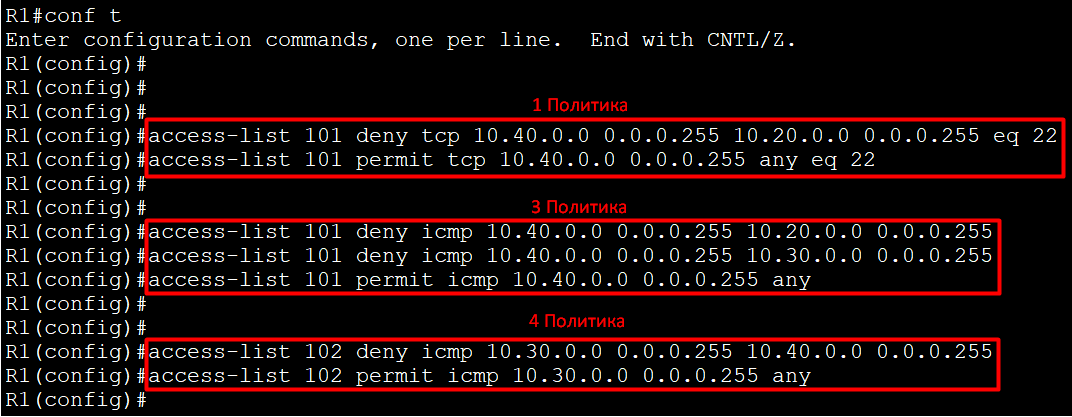 R1#conf t
Enter configuration commands, one per line.  End with CNTL/Z.
R1(config)#
R1(config)#
R1(config)#
1 Политика
R1(config)#access-list 101 deny tcp 10.40.0.0 0.0.0.255 10.20.0.0 0.0.0.255 eq 22
R1(config)#access-list 101 permit tcp 10.40.0.0 0.0.0.255 any eq 22
R1(config)#
R1(config)#
3 Политика
R1(config)#access-list 101 deny icmp 10.40.0.0 0.0.0.255 10.20.0.0 0.0.0.255
R1(config)#access-list 101 deny icmp 10.40.0.0 0.0.0.255 10.30.0.0 0.0.0.255
R1(config)#access-list 101 permit icmp 10.40.0.0 0.0.0.255 any
R1(config)#
R1(config)#
4 Политика
R1(config)#access-list 102 deny icmp 10.30.0.0 0.0.0.255 10.40.0.0 0.0.0.255
R1(config)#access-list 102 permit icmp 10.30.0.0 0.0.0.255 any
R1(config)#